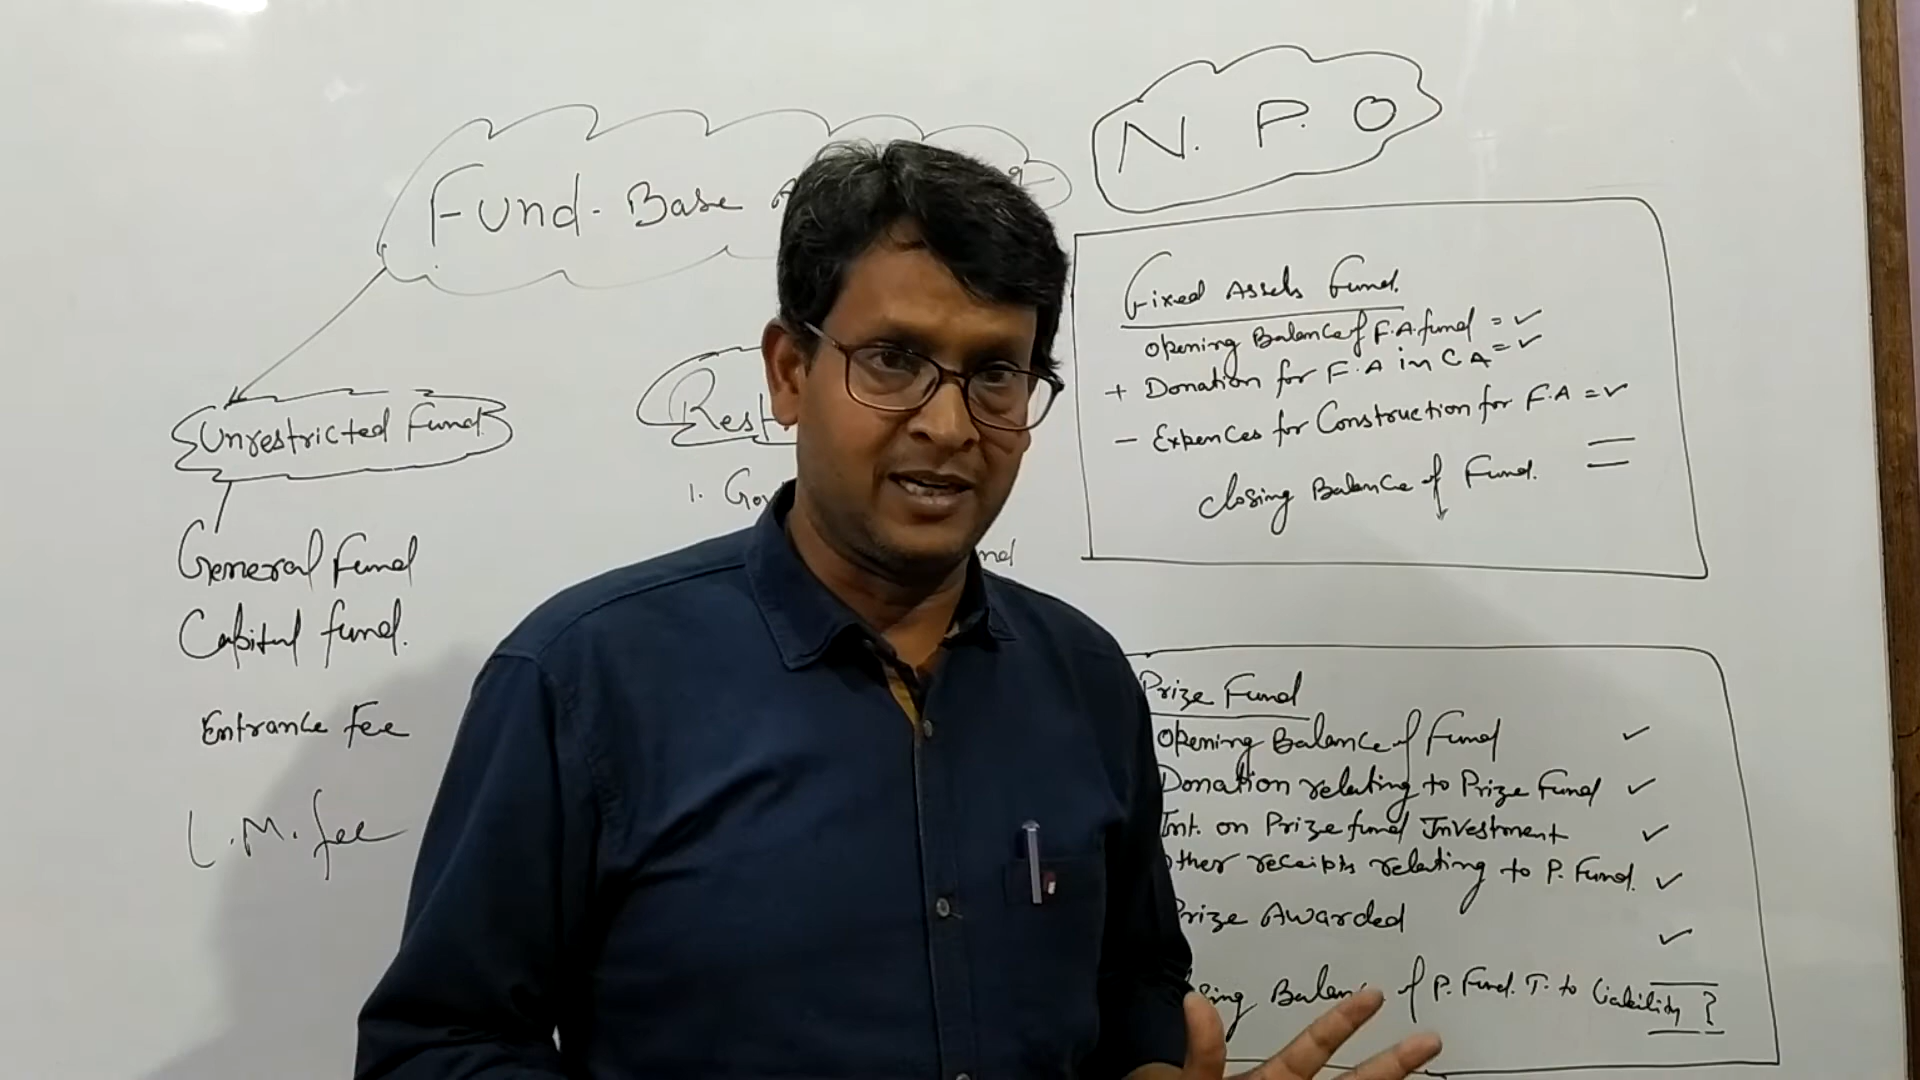 N. P. O
Fund-Base
Unrestricted Fund
General Fund
Capital fund.
Entrance fee
L.M. fee
Rest
1. Gov
Fixed Assets Fund.
Opening Balance of F.A. fund = ✓
+ Donation for F.A in C A = ✓
- Expences for Construction for F.A = ✓
Closing Balance of Fund.
Prize Fund
Opening Balance of Fund ✓
Donation relating to Prize Fund ✓
Int. on Prize fund Investment ✓
other receipts relating to P. Fund. ✓
Prize Awarded ✓
sing Balance of P. Fund. T. to Liability ?